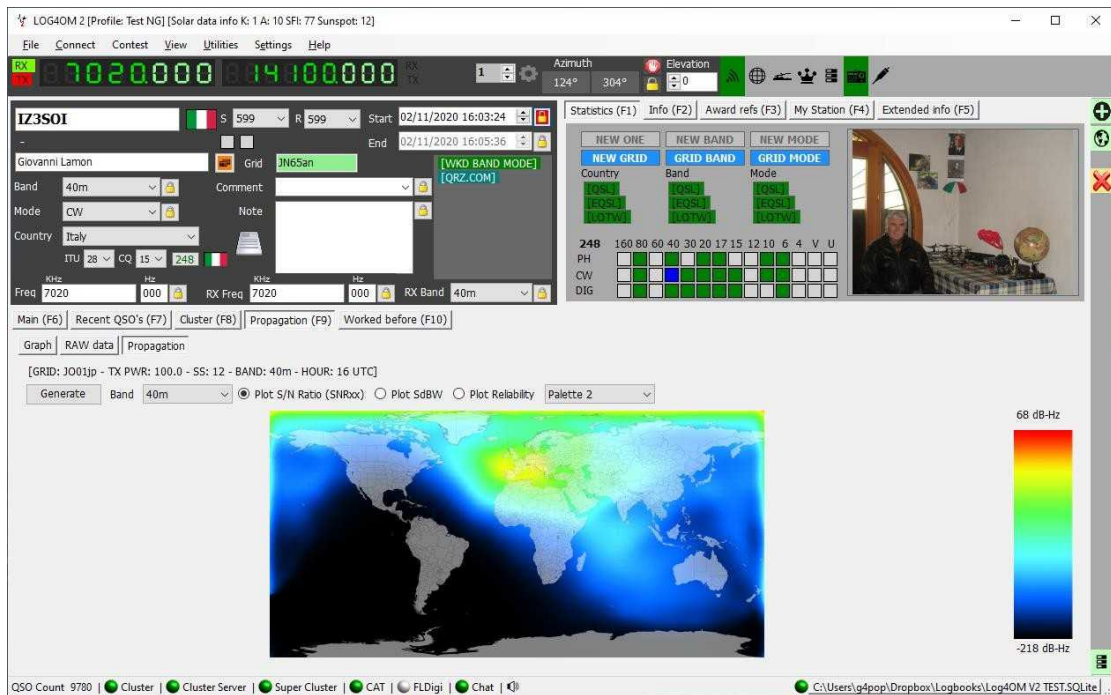 LOG4OM 2 [Profile: Test NG] [Solar data info K: 1 A: 10 SFI: 77 Sunspot: 12]
File Connect Contest View Utilities Settings Help
RX TX 7020.000 14100.000 RX TX 1 Azimuth 124° 304° Elevation 0
IZ3SOI S 599 R 599 Start 02/11/2020 16:03:24
- End 02/11/2020 16:05:36
Giovanni Lamon Grid JN65an [WKD BAND MODE]
[QRZ.COM]
Band 40m Comment
Mode CW Note
Country Italy
ITU 28 CQ 15 248
KHz Hz KHz Hz
Freq 7020 000 RX Freq 7020 000 RX Band 40m
Statistics (F1) Info (F2) Award refs (F3) My Station (F4) Extended info (F5)
NEW ONE NEW BAND NEW MODE
NEW GRID GRID BAND GRID MODE
Country Band Mode
[QSL] [QSL] [QSL]
[EQSL] [EQSL] [EQSL]
[LOTW] [LOTW] [LOTW]
248 160 80 60 40 30 20 17 15 12 10 6 4 V U
PH
CW
DIG
Main (F6) Recent QSO's (F7) Cluster (F8) Propagation (F9) Worked before (F10)
Graph RAW data Propagation
[GRID: JO01jp - TX PWR: 100.0 - SS: 12 - BAND: 40m - HOUR: 16 UTC]
Generate Band 40m Plot S/N Ratio (SNRxx) Plot SdBW Plot Reliability Palette 2
68 dB-Hz
-218 dB-Hz
QSO Count 9780 | Cluster | Cluster Server | Super Cluster | CAT | FLDigi | Chat | C:\Users\g4pop\Dropbox\Logbooks\Log4OM V2 TEST.SQLite